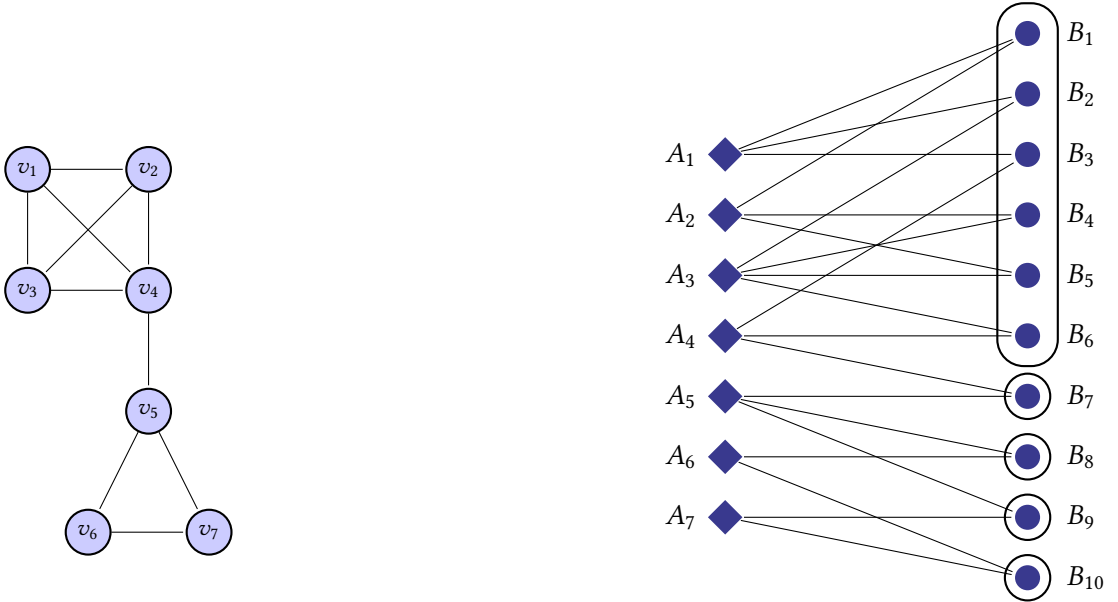 v₁ v₂
v₃ v₄
v₅
v₆ v₇
A₁
A₂
A₃
A₄
A₅
A₆
A₇
B₁
B₂
B₃
B₄
B₅
B₆
B₇
B₈
B₉
B₁₀